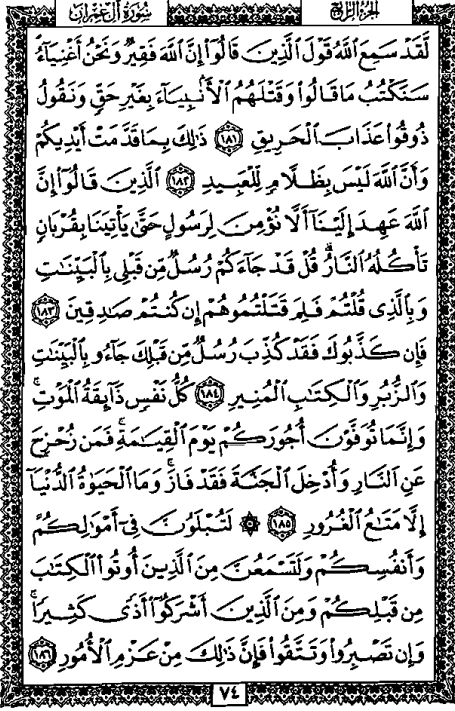 سورة آل عمران الجزء الرابع
لَّقَدْ سَمِعَ ٱللَّهُ قَوْلَ ٱلَّذِينَ قَالُوٓا۟ إِنَّ ٱللَّهَ فَقِيرٌ وَنَحْنُ أَغْنِيَآءُ
سَنَكْتُبُ مَا قَالُوا۟ وَقَتْلَهُمُ ٱلْأَنۢبِيَآءَ بِغَيْرِ حَقٍّ وَنَقُولُ
ذُوقُوا۟ عَذَابَ ٱلْحَرِيقِ ﴿١٨١﴾ ذَٰلِكَ بِمَا قَدَّمَتْ أَيْدِيكُمْ
وَأَنَّ ٱللَّهَ لَيْسَ بِظَلَّامٍ لِّلْعَبِيدِ ﴿١٨٢﴾ ٱلَّذِينَ قَالُوٓا۟ إِنَّ
ٱللَّهَ عَهِدَ إِلَيْنَآ أَلَّا نُؤْمِنَ لِرَسُولٍ حَتَّىٰ يَأْتِيَنَا بِقُرْبَانٍ
تَأْكُلُهُ ٱلنَّارُ ۗ قُلْ قَدْ جَآءَكُمْ رُسُلٌ مِّن قَبْلِى بِٱلْبَيِّنَٰتِ
وَبِٱلَّذِى قُلْتُمْ فَلِمَ قَتَلْتُمُوهُمْ إِن كُنتُمْ صَٰدِقِينَ ﴿١٨٣﴾
فَإِن كَذَّبُوكَ فَقَدْ كُذِّبَ رُسُلٌ مِّن قَبْلِكَ جَآءُو بِٱلْبَيِّنَٰتِ
وَٱلزُّبُرِ وَٱلْكِتَٰبِ ٱلْمُنِيرِ ﴿١٨٤﴾ كُلُّ نَفْسٍ ذَآئِقَةُ ٱلْمَوْتِ ۗ
وَإِنَّمَا تُوَفَّوْنَ أُجُورَكُمْ يَوْمَ ٱلْقِيَٰمَةِ ۖ فَمَن زُحْزِحَ
عَنِ ٱلنَّارِ وَأُدْخِلَ ٱلْجَنَّةَ فَقَدْ فَازَ ۗ وَمَا ٱلْحَيَوٰةُ ٱلدُّنْيَآ
إِلَّا مَتَٰعُ ٱلْغُرُورِ ﴿١٨٥﴾ ۞ لَتُبْلَوُنَّ فِىٓ أَمْوَٰلِكُمْ
وَأَنفُسِكُمْ وَلَتَسْمَعُنَّ مِنَ ٱلَّذِينَ أُوتُوا۟ ٱلْكِتَٰبَ
مِن قَبْلِكُمْ وَمِنَ ٱلَّذِينَ أَشْرَكُوٓا۟ أَذًى كَثِيرًا ۚ
وَإِن تَصْبِرُوا۟ وَتَتَّقُوا۟ فَإِنَّ ذَٰلِكَ مِنْ عَزْمِ ٱلْأُمُورِ ﴿١٨٦﴾
٧٤